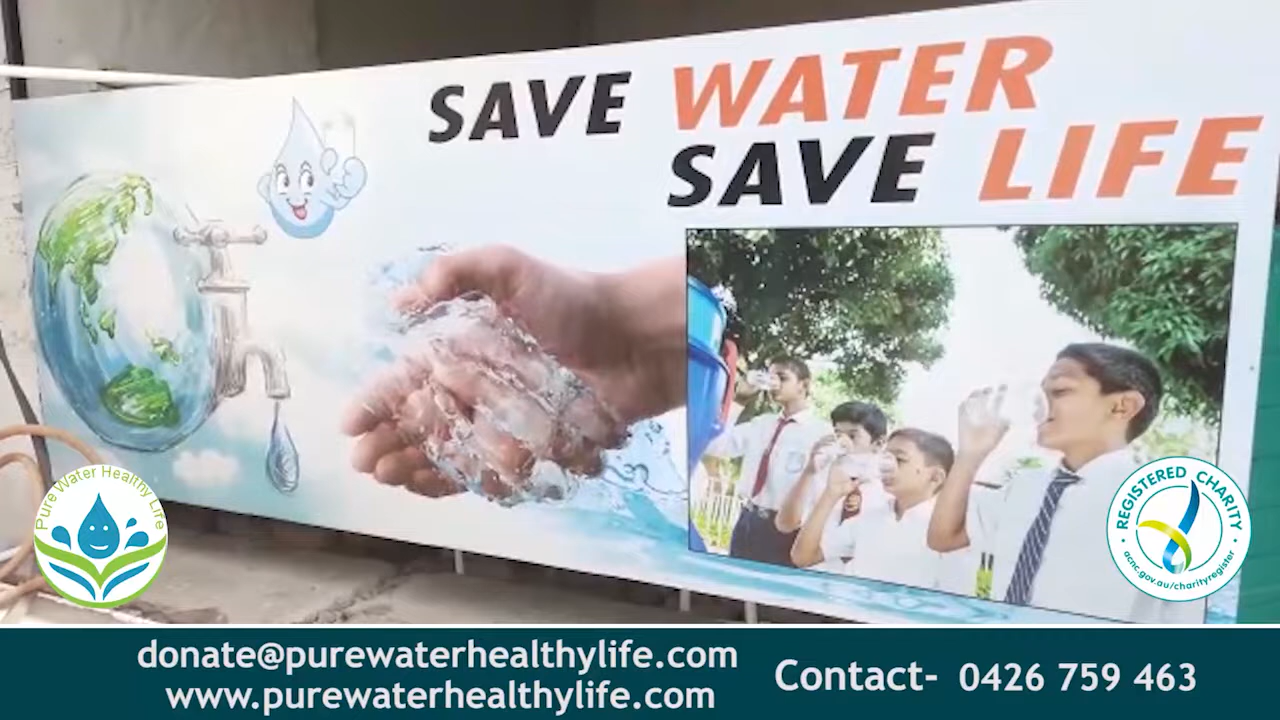 SAVE WATER
SAVE LIFE
Pure Water Healthy Life
REGISTERED CHARITY
acnc.gov.au/charityregister
donate@purewaterhealthylife.com
www.purewaterhealthylife.com
Contact- 0426 759 463